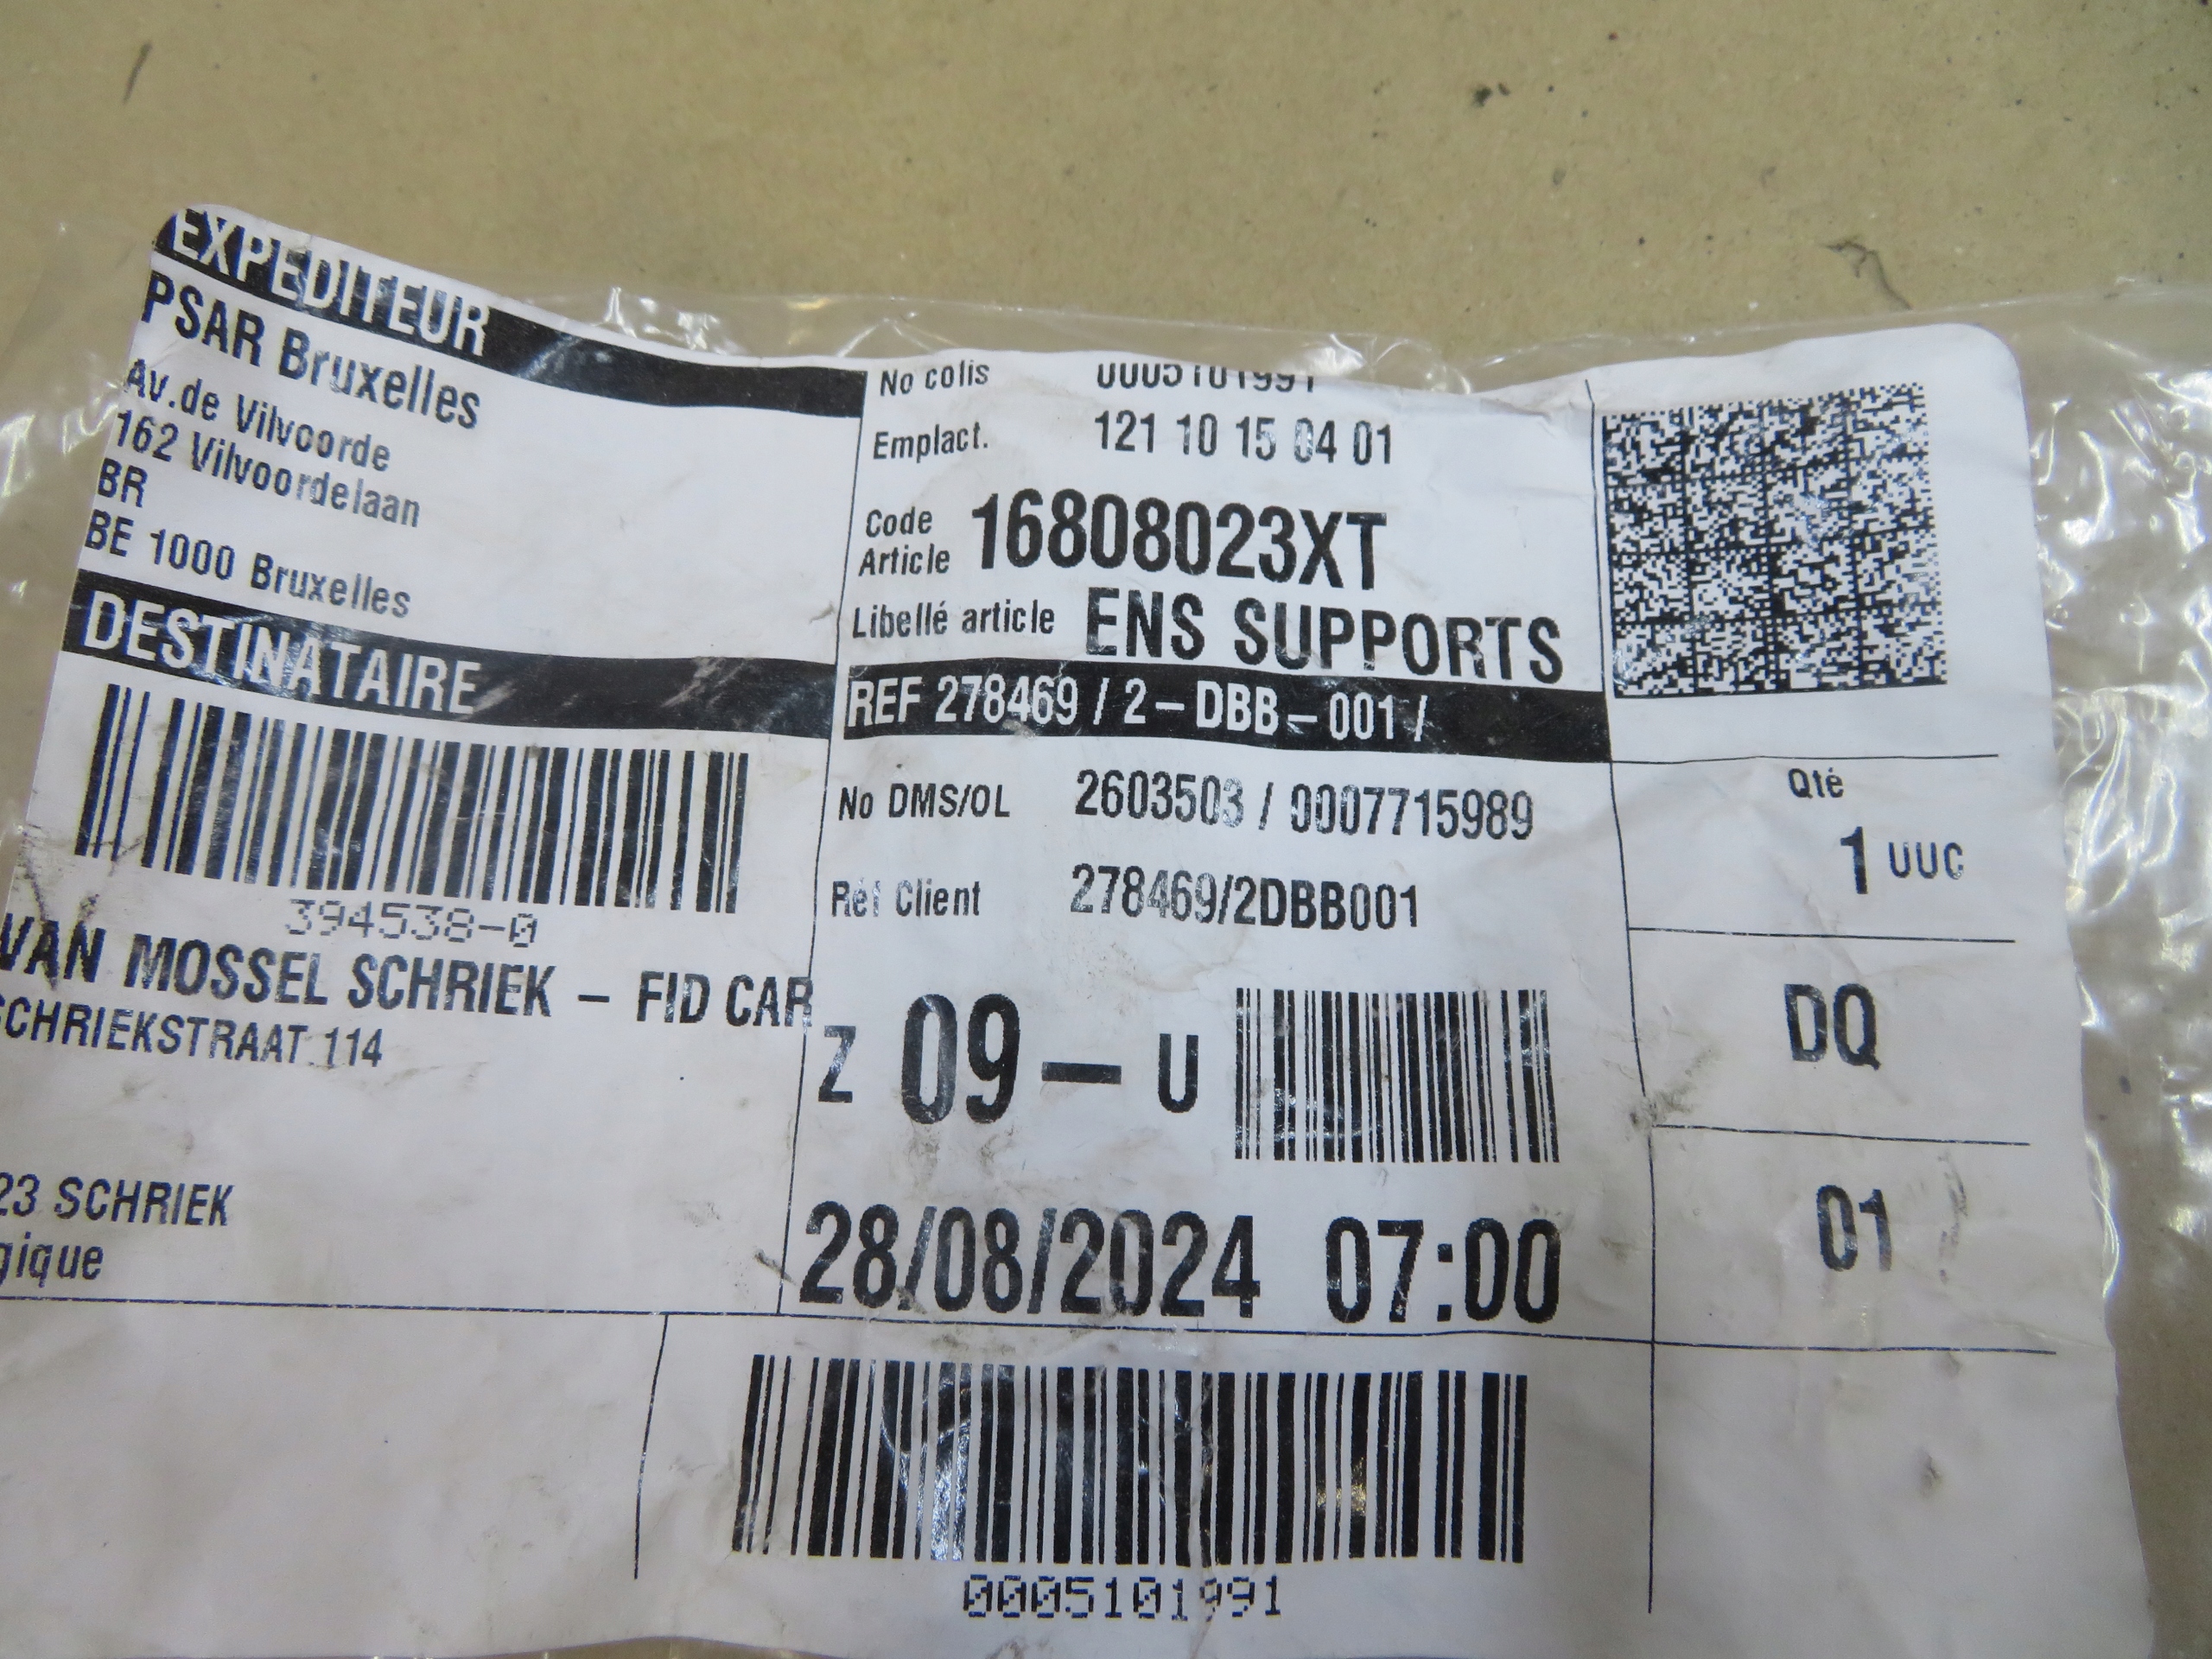 EXPEDITEUR
PSAR Bruxelles
Av.de Vilvoorde
162 Vilvoordelaan
BR
BE 1000 Bruxelles
DESTINATAIRE
394538-0
VAN MOSSEL SCHRIEK – FID CAR
SCHRIEKSTRAAT 114
23 SCHRIEK
gique
No colis 0005101991
Emplact. 121 10 15 04 01
Code Article 16808023XT
Libellé article ENS SUPPORTS
REF 278469 / 2 – DBB – 001 /
No DMS/OL 2603503 / 0007715989
Réf Client 278469/2DBB001
Z 09 – U
28/08/2024 07:00
Qté
1 UUC
DQ
01
0005101991